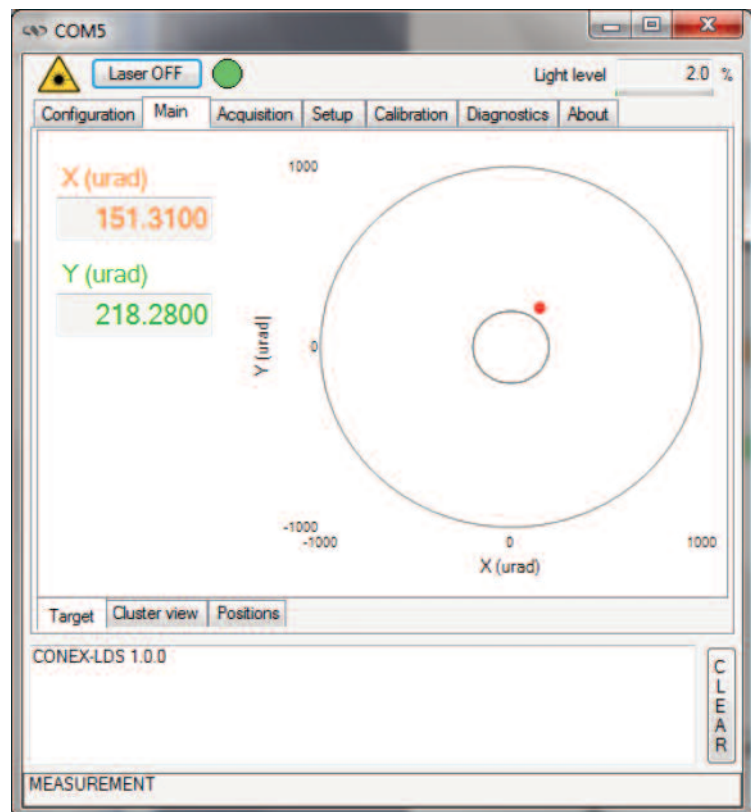 COM5
Laser OFF Light level 2.0 %
Configuration Main Acquisition Setup Calibration Diagnostics About
X (urad)
151.3100
Y (urad)
218.2800
1000
Y (urad)
0
-1000
-1000 0 1000
X (urad)
Target Cluster view Positions
CONEX-LDS 1.0.0
CLEAR
MEASUREMENT